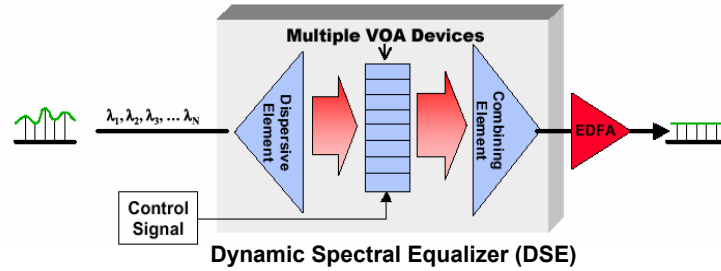 Multiple VOA Devices
λ1, λ2, λ3, ... λN
Dispersive
Element
Combining
Element
EDFA
Control
Signal
Dynamic Spectral Equalizer (DSE)